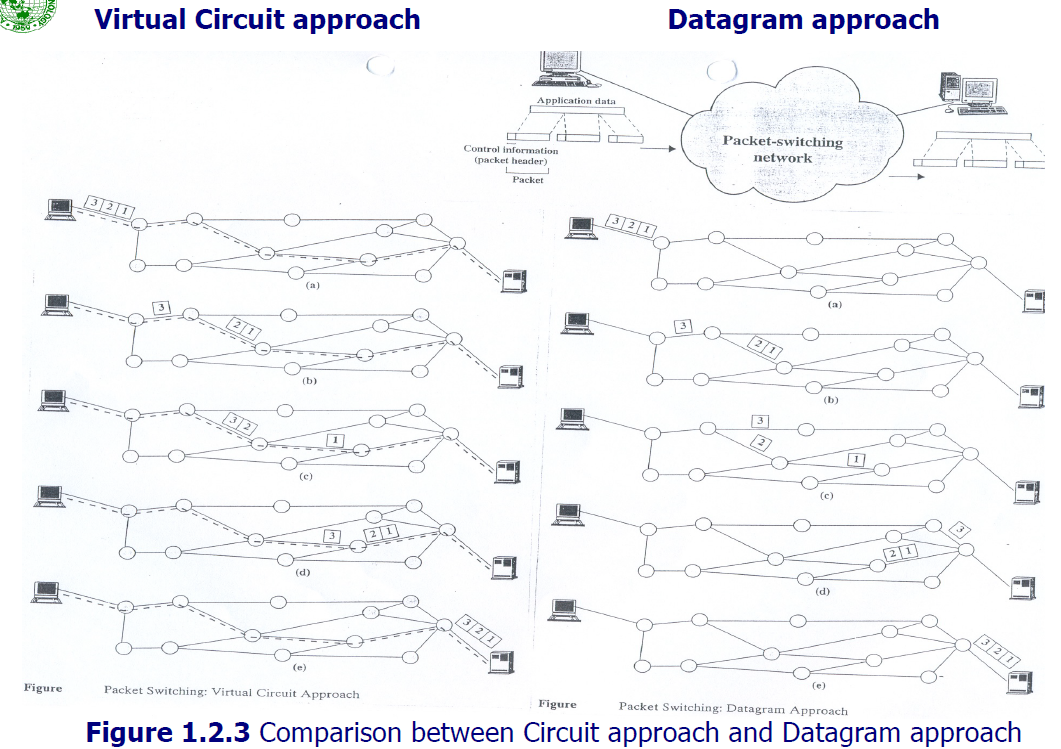 Virtual Circuit approach
Datagram approach
Application data
Control information
(packet header)
Packet
Packet-switching
network
3 2 1
(a)
3
2 1
(b)
3 2
1
(c)
3
2 1
(d)
3 2 1
(e)
Figure Packet Switching: Virtual Circuit Approach
3 2 1
(a)
3
2 1
(b)
3
2
1
(c)
3
2 1
(d)
3 2 1
(e)
Figure Packet Switching: Datagram Approach
Figure 1.2.3 Comparison between Circuit approach and Datagram approach